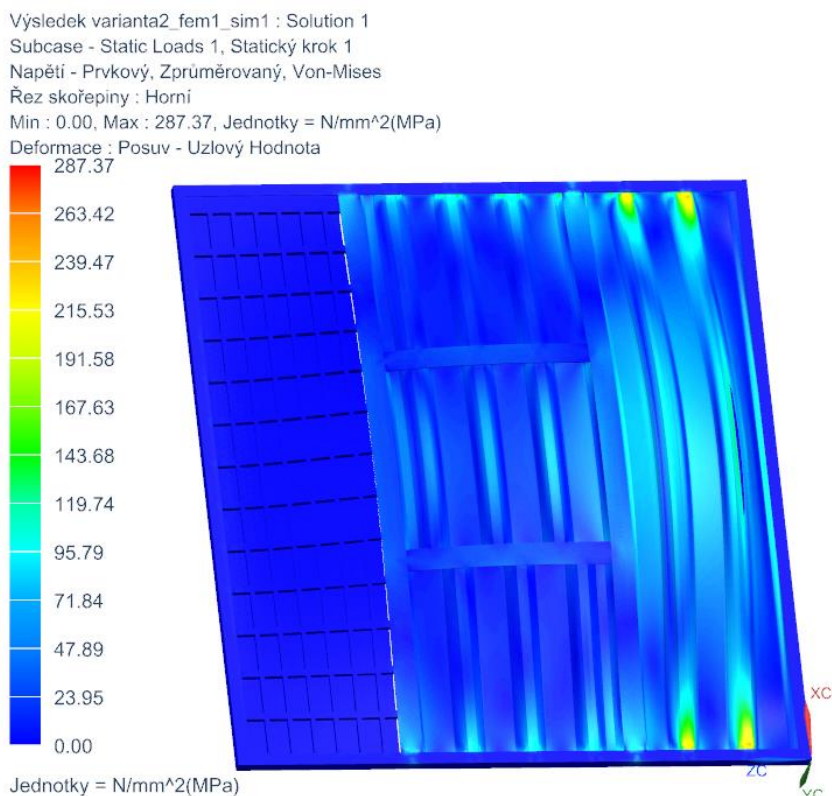 Výsledek varianta2_fem1_sim1 : Solution 1
Subcase - Static Loads 1, Statický krok 1
Napětí - Prvkový, Zprůměrovaný, Von-Mises
Řez skořepiny : Horní
Min : 0.00, Max : 287.37, Jednotky = N/mm^2(MPa)
Deformace : Posuv - Uzlový Hodnota
287.37
263.42
239.47
215.53
191.58
167.63
143.68
119.74
95.79
71.84
47.89
23.95
0.00
Jednotky = N/mm^2(MPa)
XC
ZC
YC